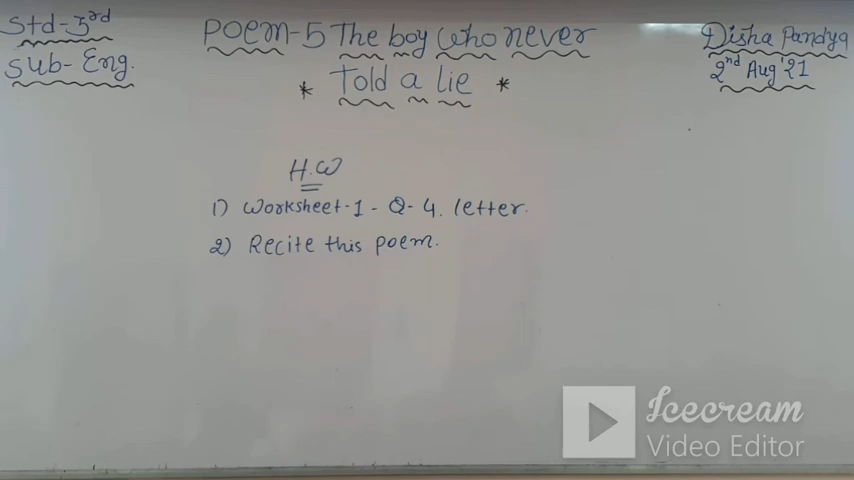 Std-3rd
Sub- Eng.
Poem-5 The boy who never
* Told a lie *
Disha Pandya
2nd Aug'21
H.W
1) Worksheet-1 - Q-4. letter.
2) Recite this poem.
Icecream
Video Editor